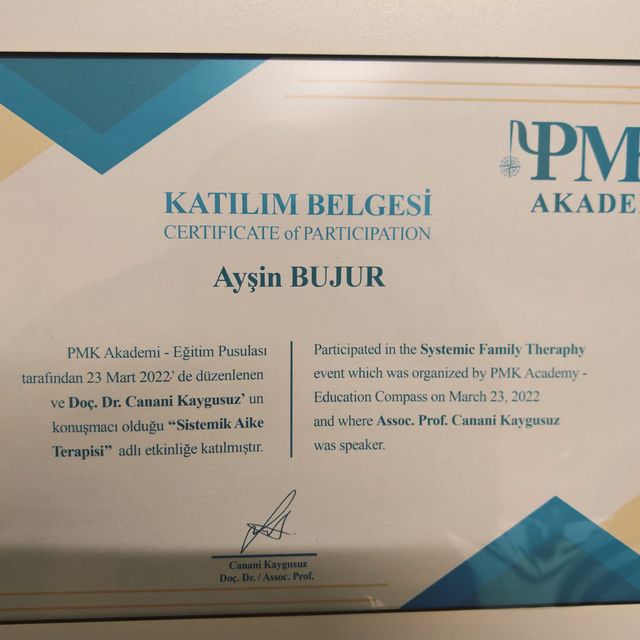 PM
AKADE
KATILIM BELGESİ
CERTIFICATE of PARTICIPATION
Ayşin BUJUR
PMK Akademi - Eğitim Pusulası
tarafından 23 Mart 2022' de düzenlenen
ve Doç. Dr. Canani Kaygusuz' un
konuşmacı olduğu “Sistemik Aike
Terapisi” adlı etkinliğe katılmıştır.
Participated in the Systemic Family Theraphy
event which was organized by PMK Academy -
Education Compass on March 23, 2022
and where Assoc. Prof. Canani Kaygusuz
was speaker.
Canani Kaygusuz
Doç. Dr. / Assoc. Prof.